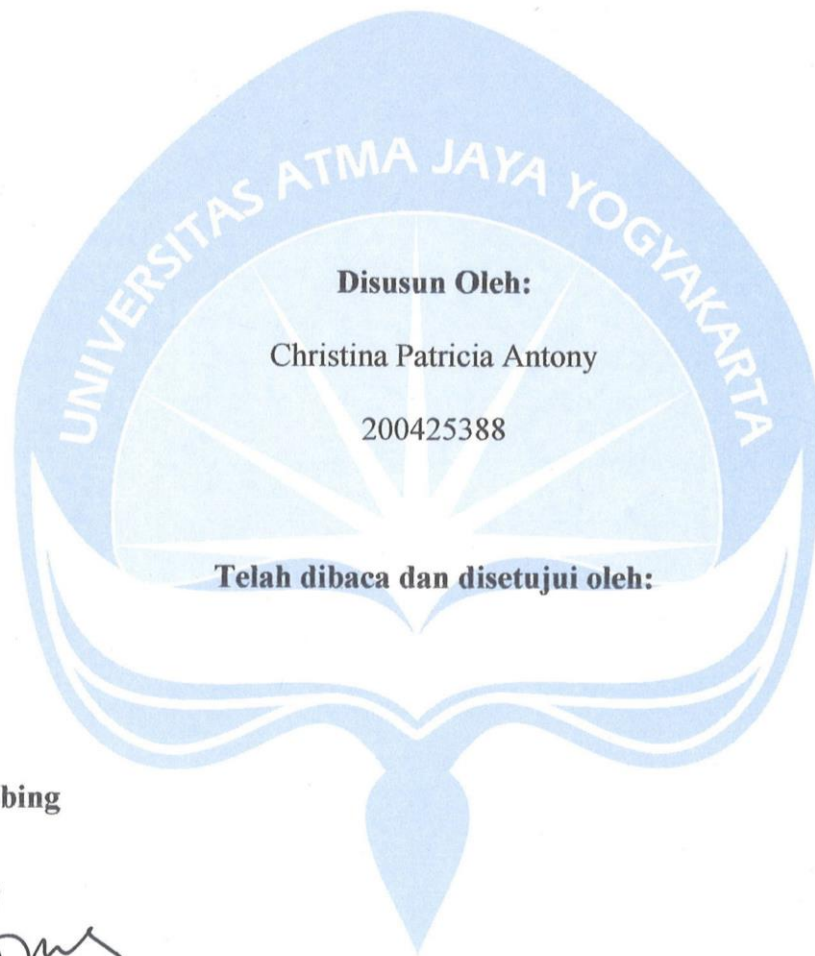 UNIVERSITAS ATMA JAYA YOGYAKARTA
Disusun Oleh:
Christina Patricia Antony
200425388
Telah dibaca dan disetujui oleh:
bing